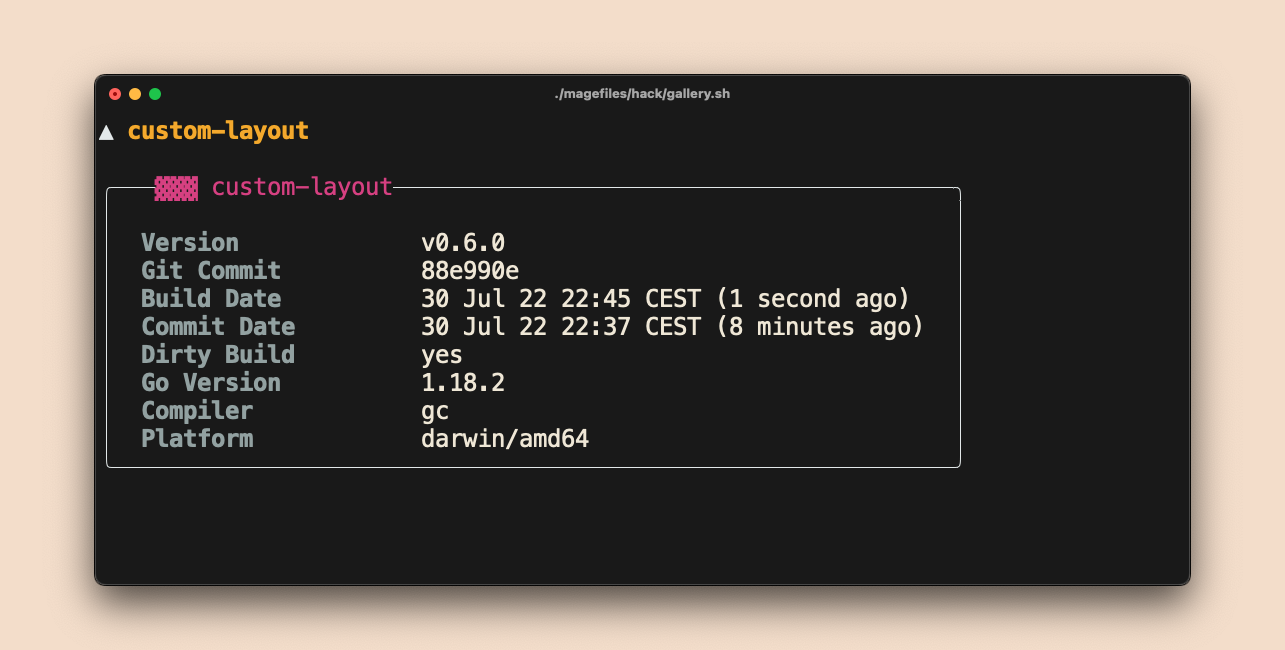 ./magefiles/hack/gallery.sh
▲ custom-layout
▓▓▓ custom-layout
Version v0.6.0
Git Commit 88e990e
Build Date 30 Jul 22 22:45 CEST (1 second ago)
Commit Date 30 Jul 22 22:37 CEST (8 minutes ago)
Dirty Build yes
Go Version 1.18.2
Compiler gc
Platform darwin/amd64